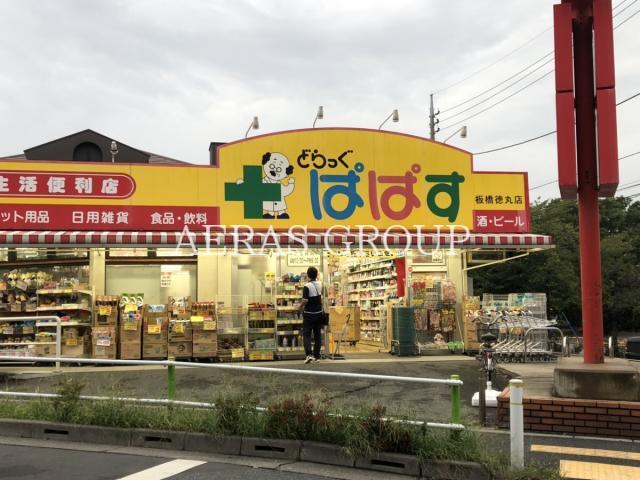 どらっぐ
ぱぱす
板橋徳丸店
生活便利店
ット用品
日用雑貨
食品・飲料
酒・ビール
AERAS GROUP